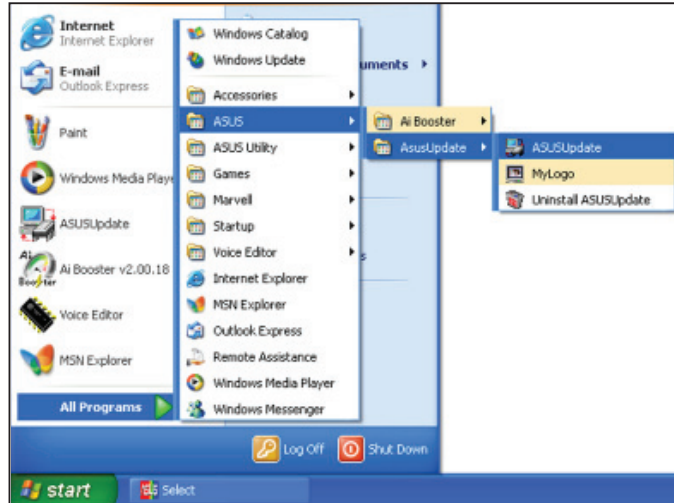 Internet
Internet Explorer
E-mail
Outlook Express
Paint
Windows Media Playe
ASUSUpdate
Ai Booster v2.00.18
Voice Editor
MSN Explorer
All Programs
Windows Catalog
Windows Update
Accessories
ASUS
ASUS Utility
Games
Marvell
Startup
Voice Editor
Internet Explorer
MSN Explorer
Outlook Express
Remote Assistance
Windows Media Player
Windows Messenger
uments
s
Ai Booster
AsusUpdate
ASUSUpdate
MyLogo
Uninstall ASUSUpdate
Log Off
Shut Down
start
Select